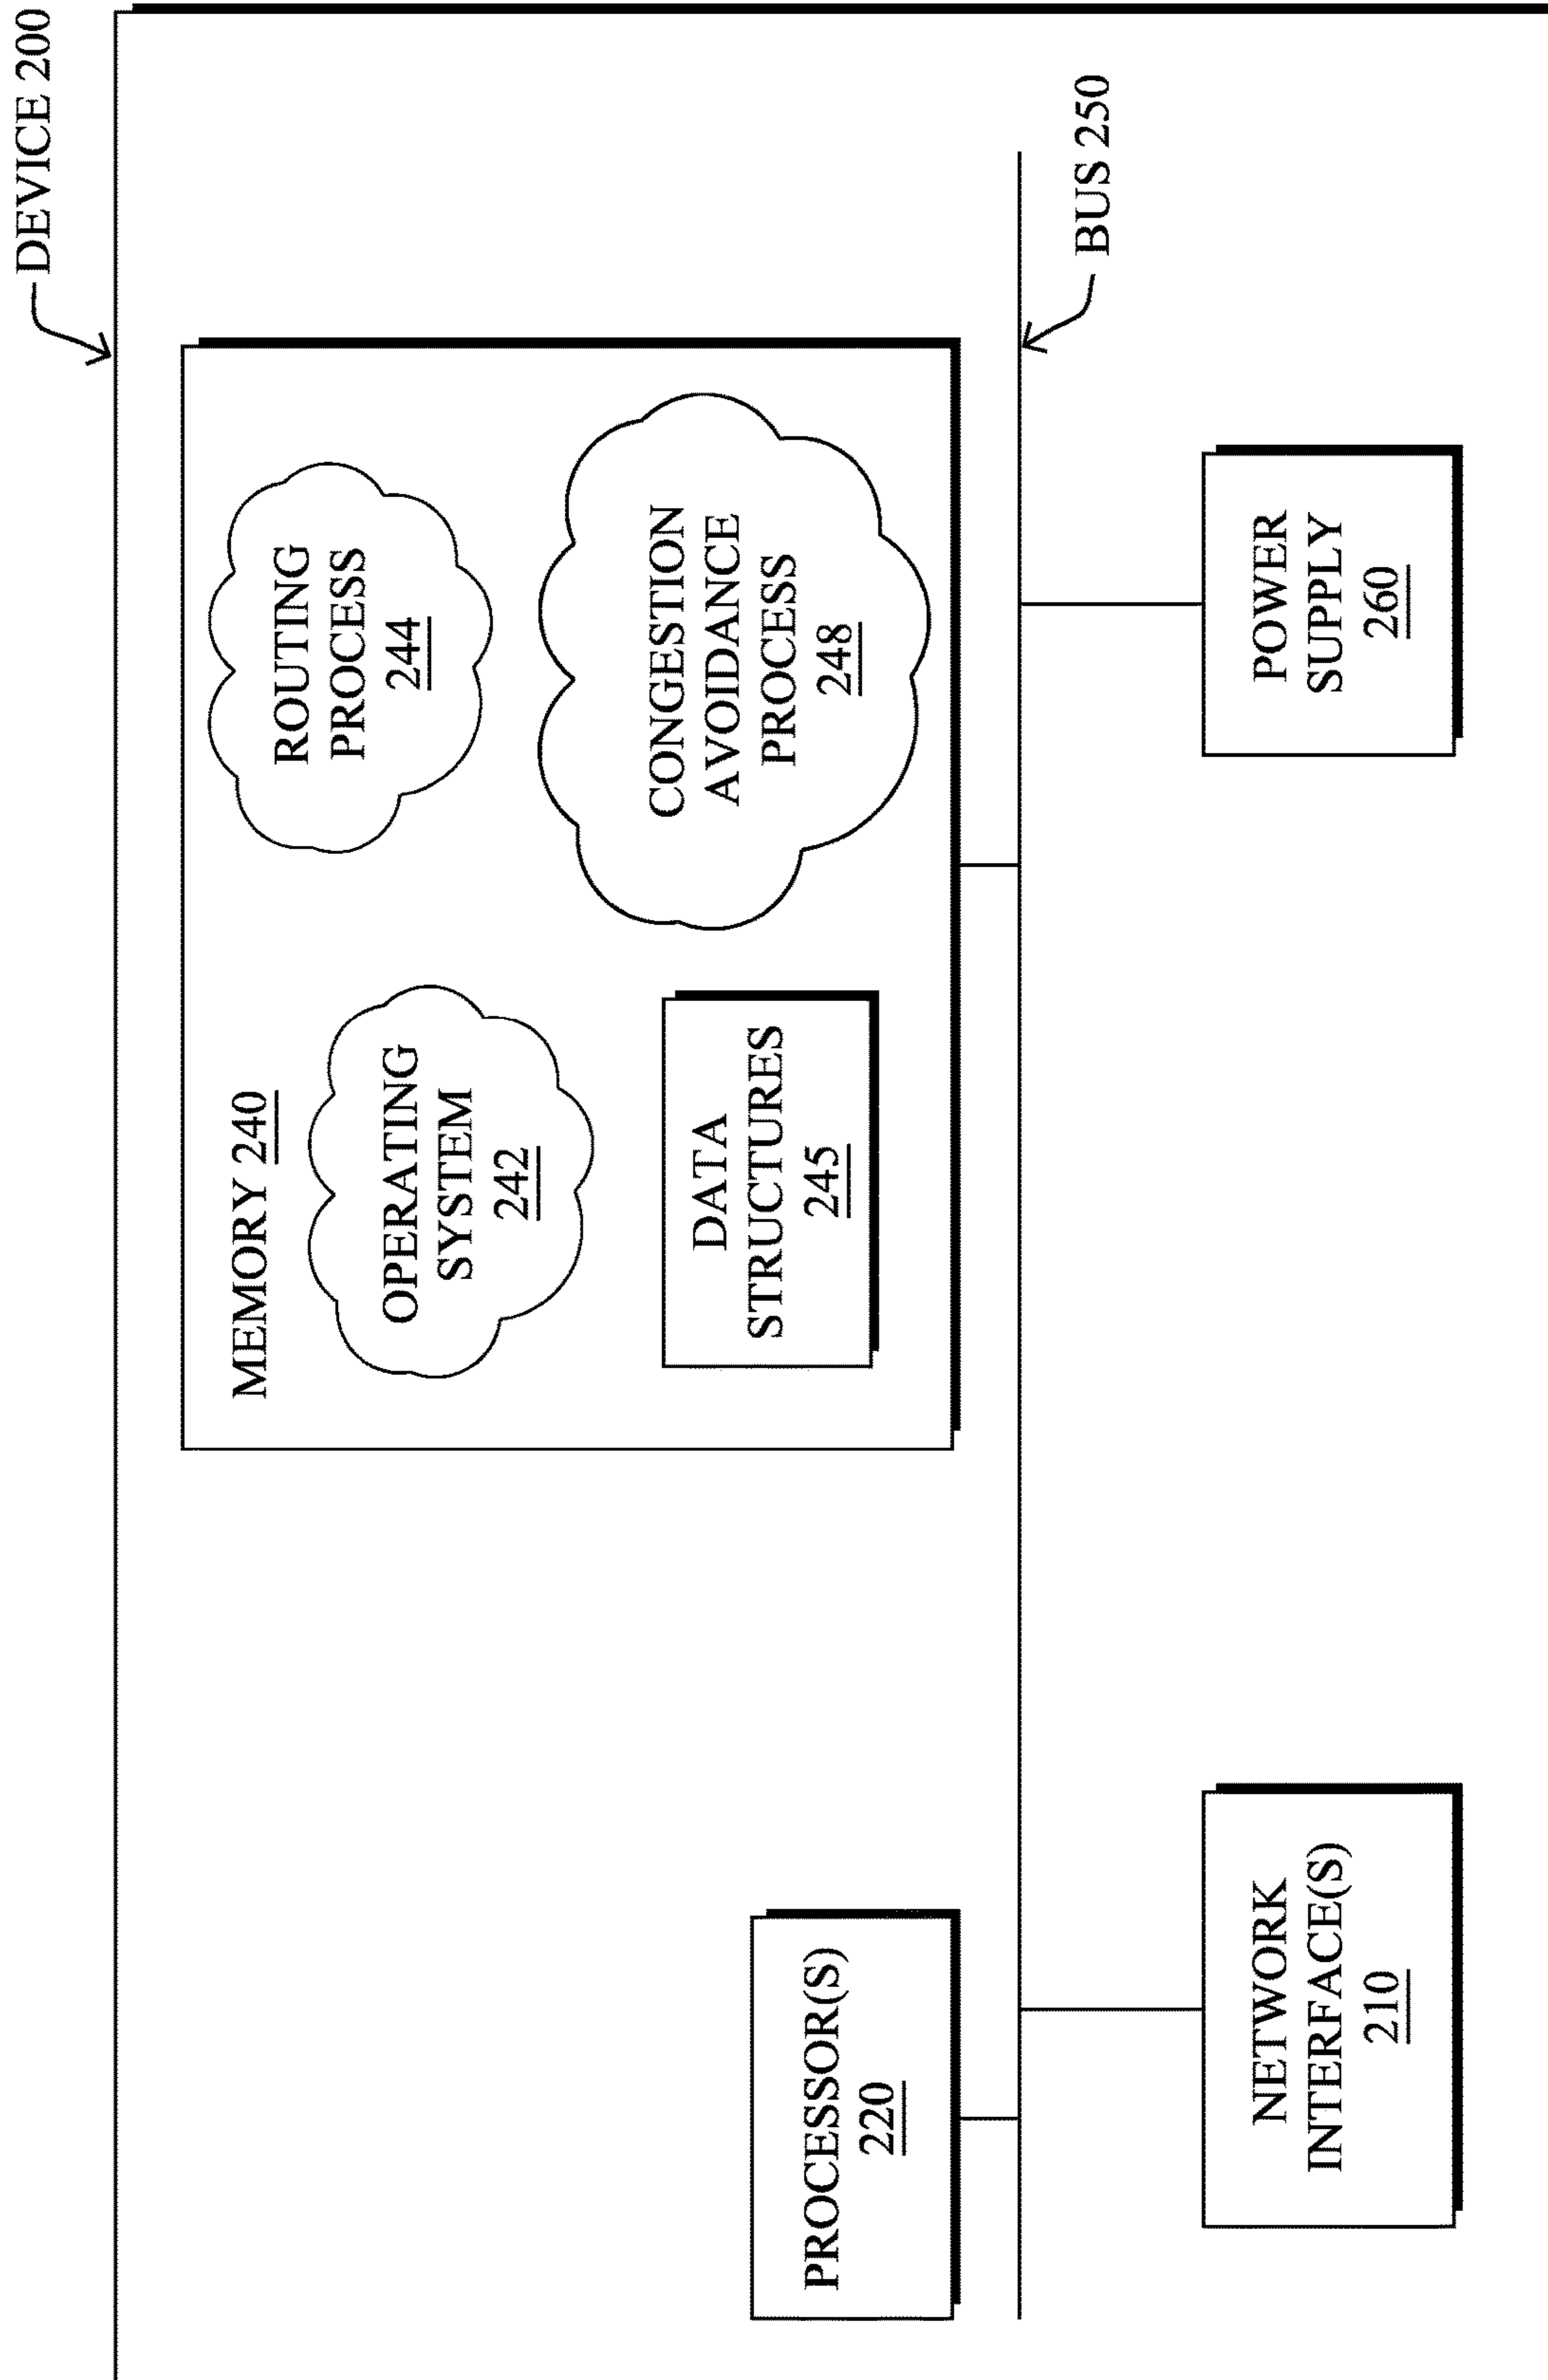 DEVICE 200
MEMORY 240
OPERATING
SYSTEM
242
ROUTING
PROCESS
244
DATA
STRUCTURES
245
CONGESTION
AVOIDANCE
PROCESS
248
PROCESSOR(S)
220
BUS 250
NETWORK
INTERFACE(S)
210
POWER
SUPPLY
260